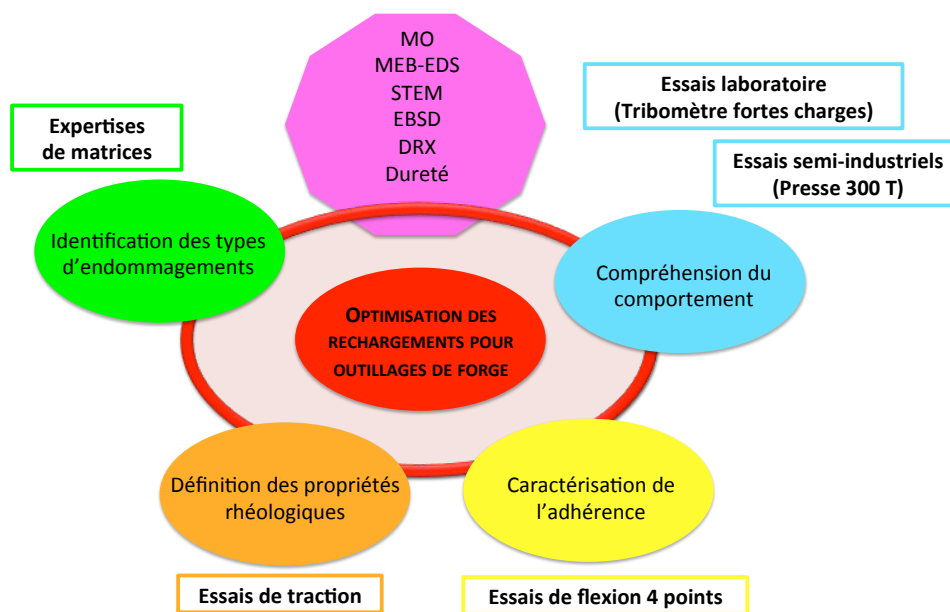 MO
MEB-EDS
STEM
EBSD
DRX
Dureté
Essais laboratoire
(Tribomètre fortes charges)
Expertises
de matrices
Essais semi-industriels
(Presse 300 T)
Identification des types
d'endommagements
Compréhension du
comportement
OPTIMISATION DES
RECHARGEMENTS POUR
OUTILLAGES DE FORGE
Définition des propriétés
rhéologiques
Caractérisation de
l'adhérence
Essais de traction
Essais de flexion 4 points